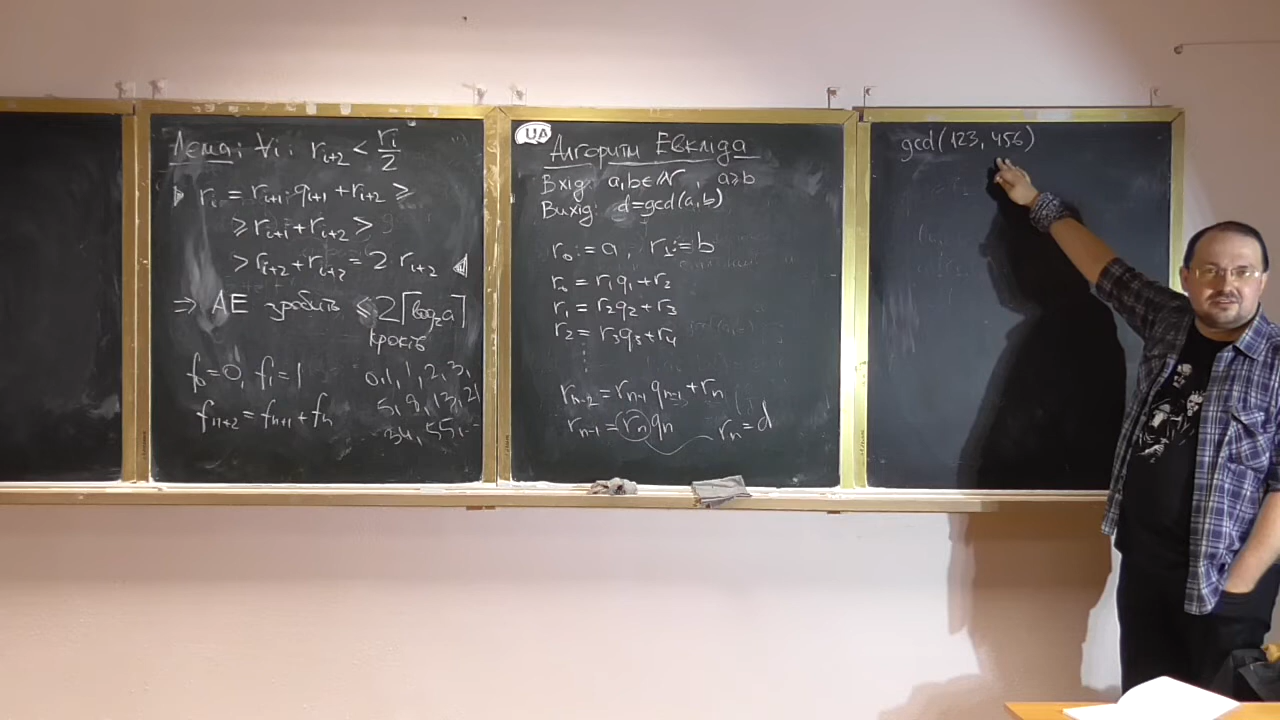 Лема: ∀i: r_{i+2} < r_i/2
▷ r_i = r_{i+1}·q_{i+1} + r_{i+2} ≥
≥ r_{i+1} + r_{i+2} >
> r_{i+2} + r_{i+2} = 2 r_{i+2} ◁
⇒ АЕ зробить ≤ 2⌈log₂a⌉
кроків
f₀ = 0, f₁ = 1
f_{n+2} = f_{n+1} + f_n
0, 1, 1, 2, 3,
5, 8, 13, 21
34, 55, ...
UA
Алгоритм Евкліда
Вхід: a, b ∈ ℕ, a ≥ b
Вихід: d = gcd(a, b)
r₀ := a, r₁ := b
r₀ = r₁q₁ + r₂
r₁ = r₂q₂ + r₃
r₂ = r₃q₃ + r₄
r_{n-2} = r_{n-1} q_{n-1} + r_n
r_{n-1} = r_n q_n
r_n = d
gcd(123, 456)